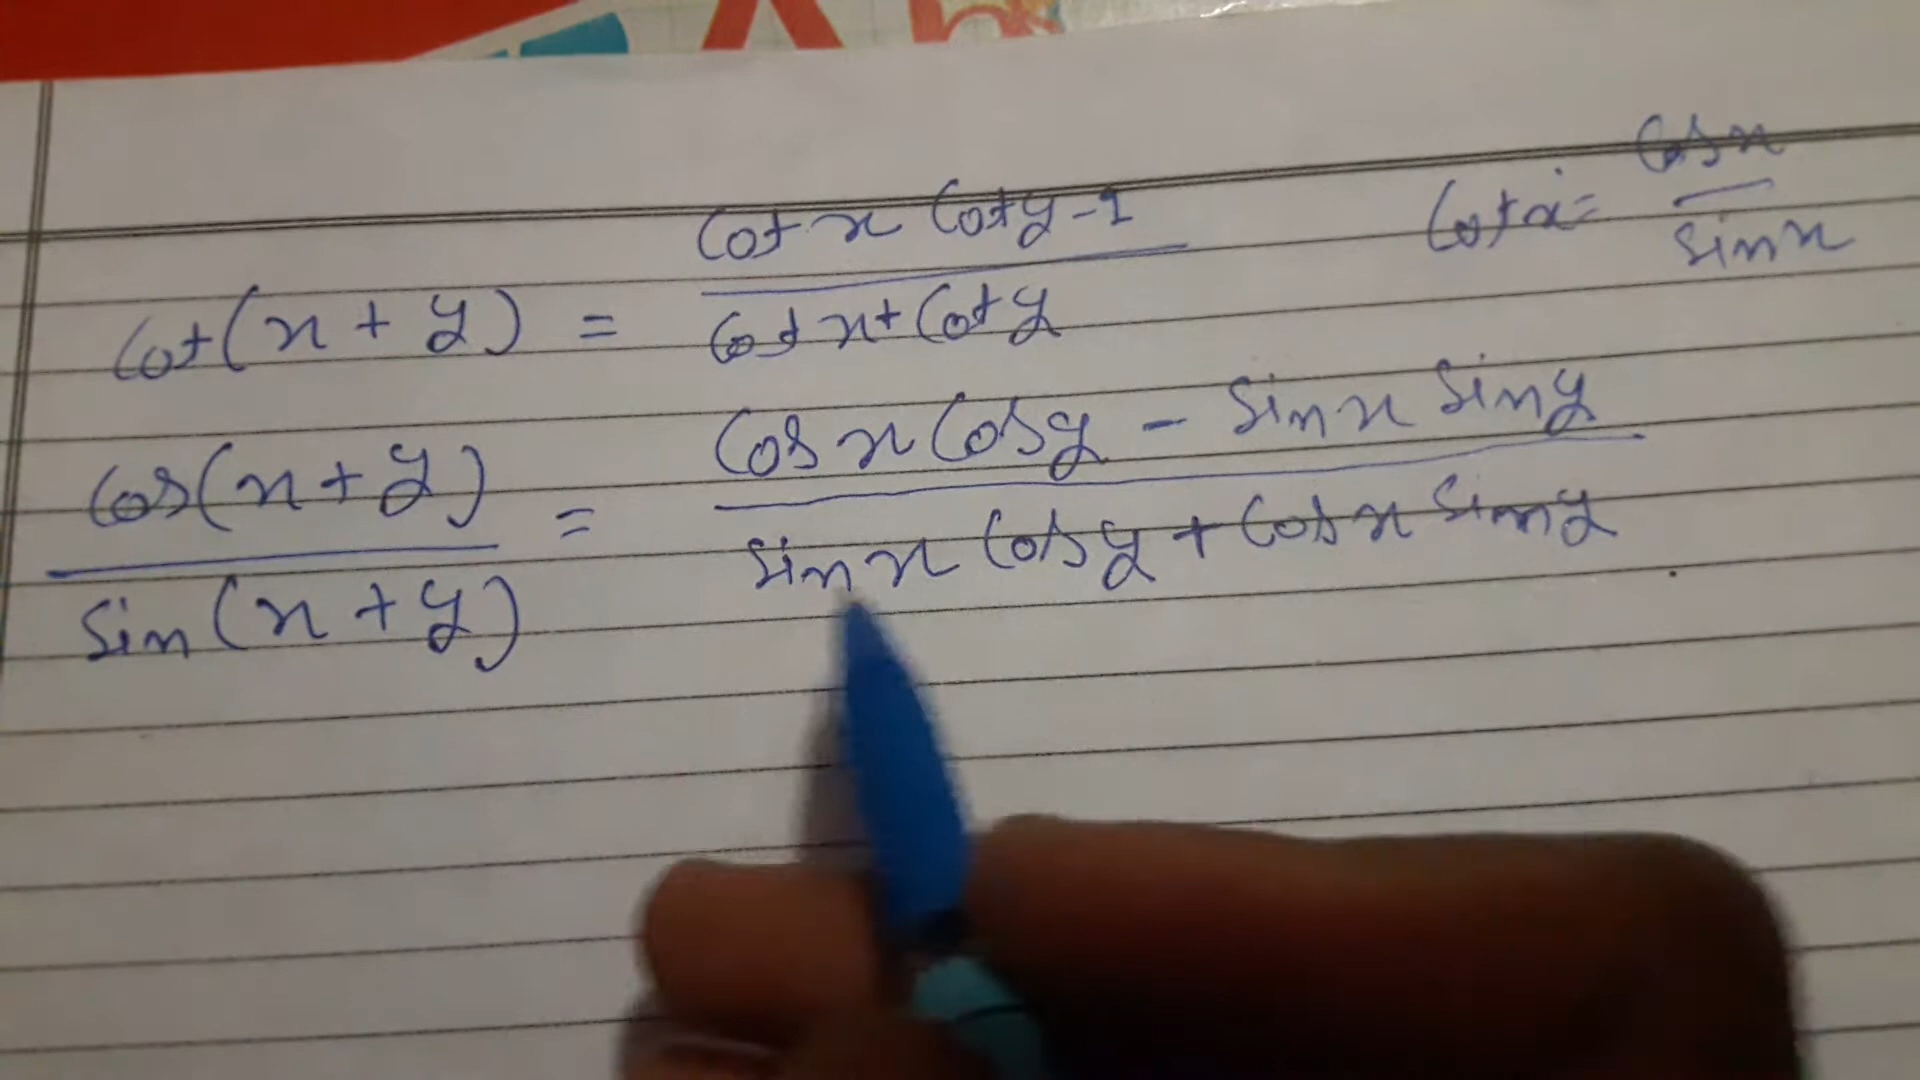 cot(x + y) = (cot x cot y - 1) / (cot x + cot y)
cot x = cos x / sin x
cos(x + y) / sin(x + y) = (cos x cos y - sin x sin y) / (sin x cos y + cos x sin y)